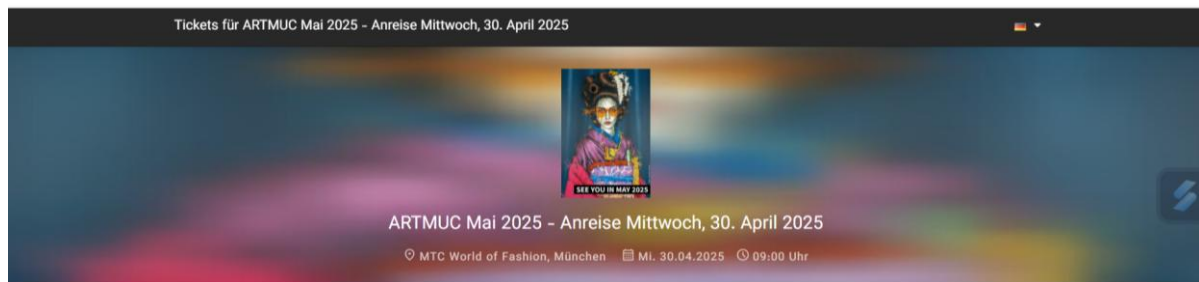 Tickets für ARTMUC Mai 2025 - Anreise Mittwoch, 30. April 2025
SEE YOU IN MAY 2025
ARTMUC Mai 2025 - Anreise Mittwoch, 30. April 2025
MTC World of Fashion, München Mi. 30.04.2025 09:00 Uhr